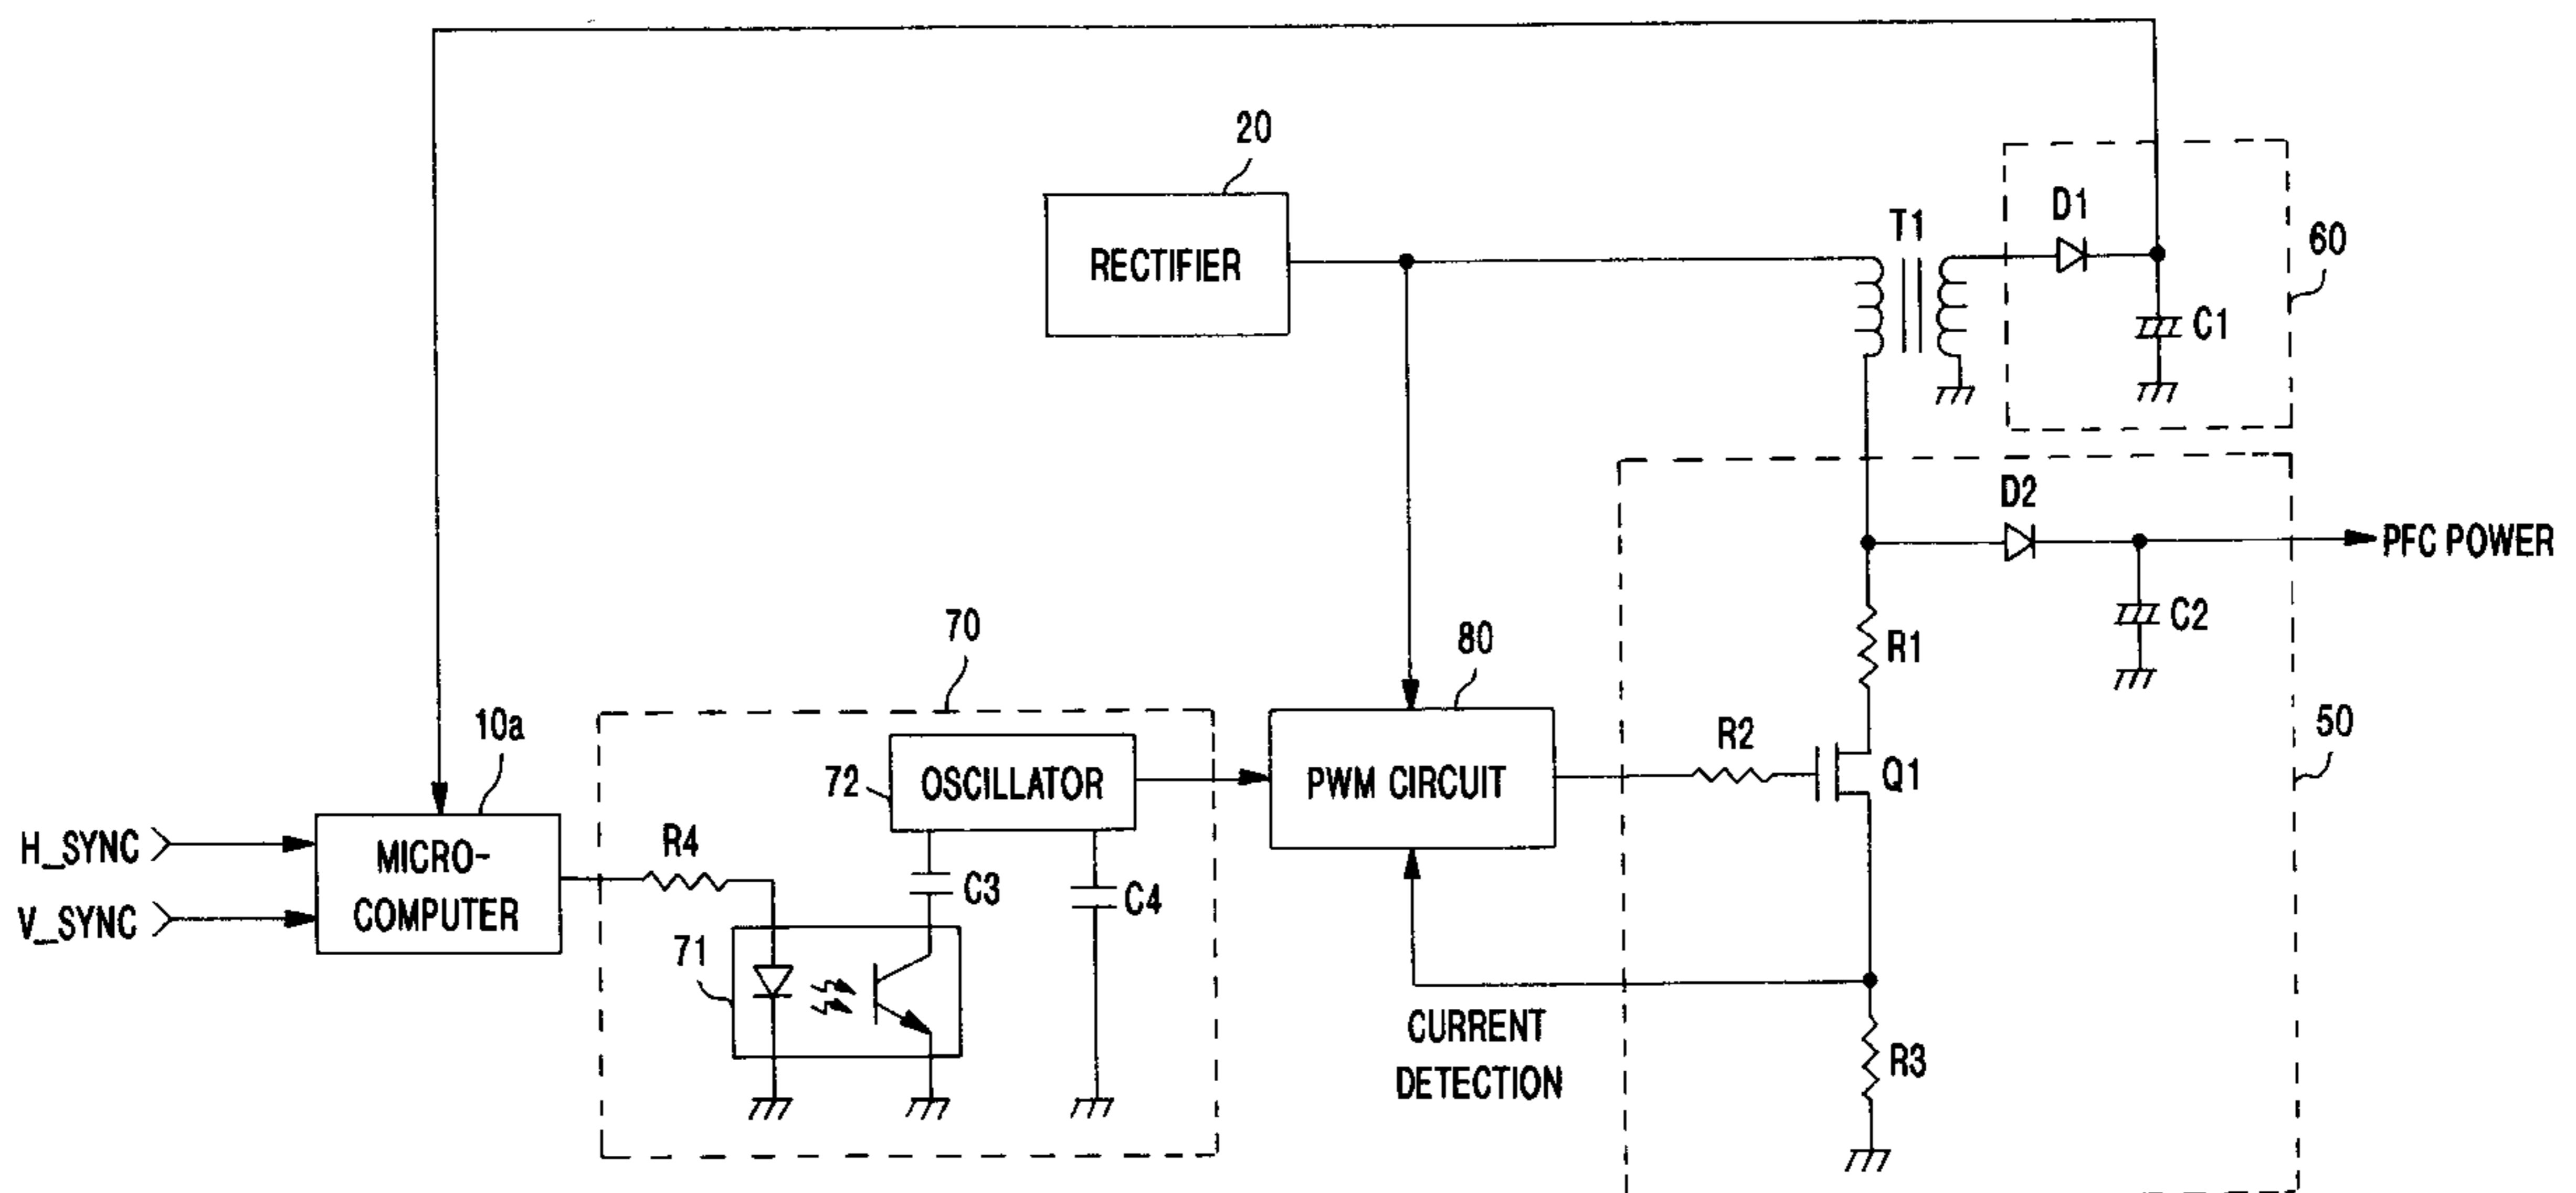 20
RECTIFIER
T1
D1
60
C1
D2
PFC POWER
C2
R1
50
70
80
10a
72
OSCILLATOR
PWM CIRCUIT
R2
Q1
H_SYNC
V_SYNC
MICRO-
COMPUTER
R4
C3
C4
71
CURRENT
DETECTION
R3